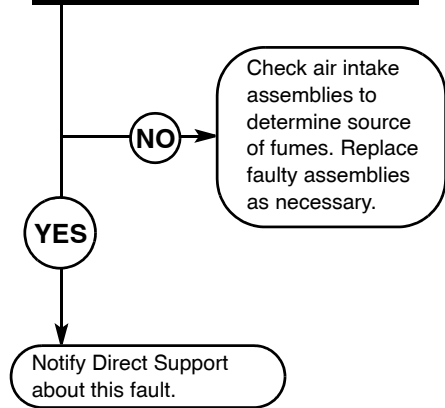 Check air intake
assemblies to
determine source
of fumes. Replace
faulty assemblies
as necessary.
NO
YES
Notify Direct Support
about this fault.